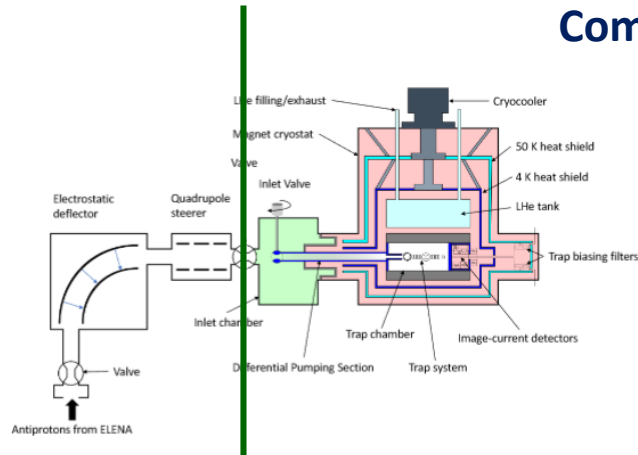 Com
LHe filling/exhaust
Cryocooler
Magnet cryostat
50 K heat shield
Valve
Electrostatic
deflector
Quadrupole
steerer
Inlet Valve
4 K heat shield
LHe tank
Trap biasing filters
Inlet chamber
Trap chamber
Image-current detectors
Differential Pumping Section
Trap system
Valve
Antiprotons from ELENA